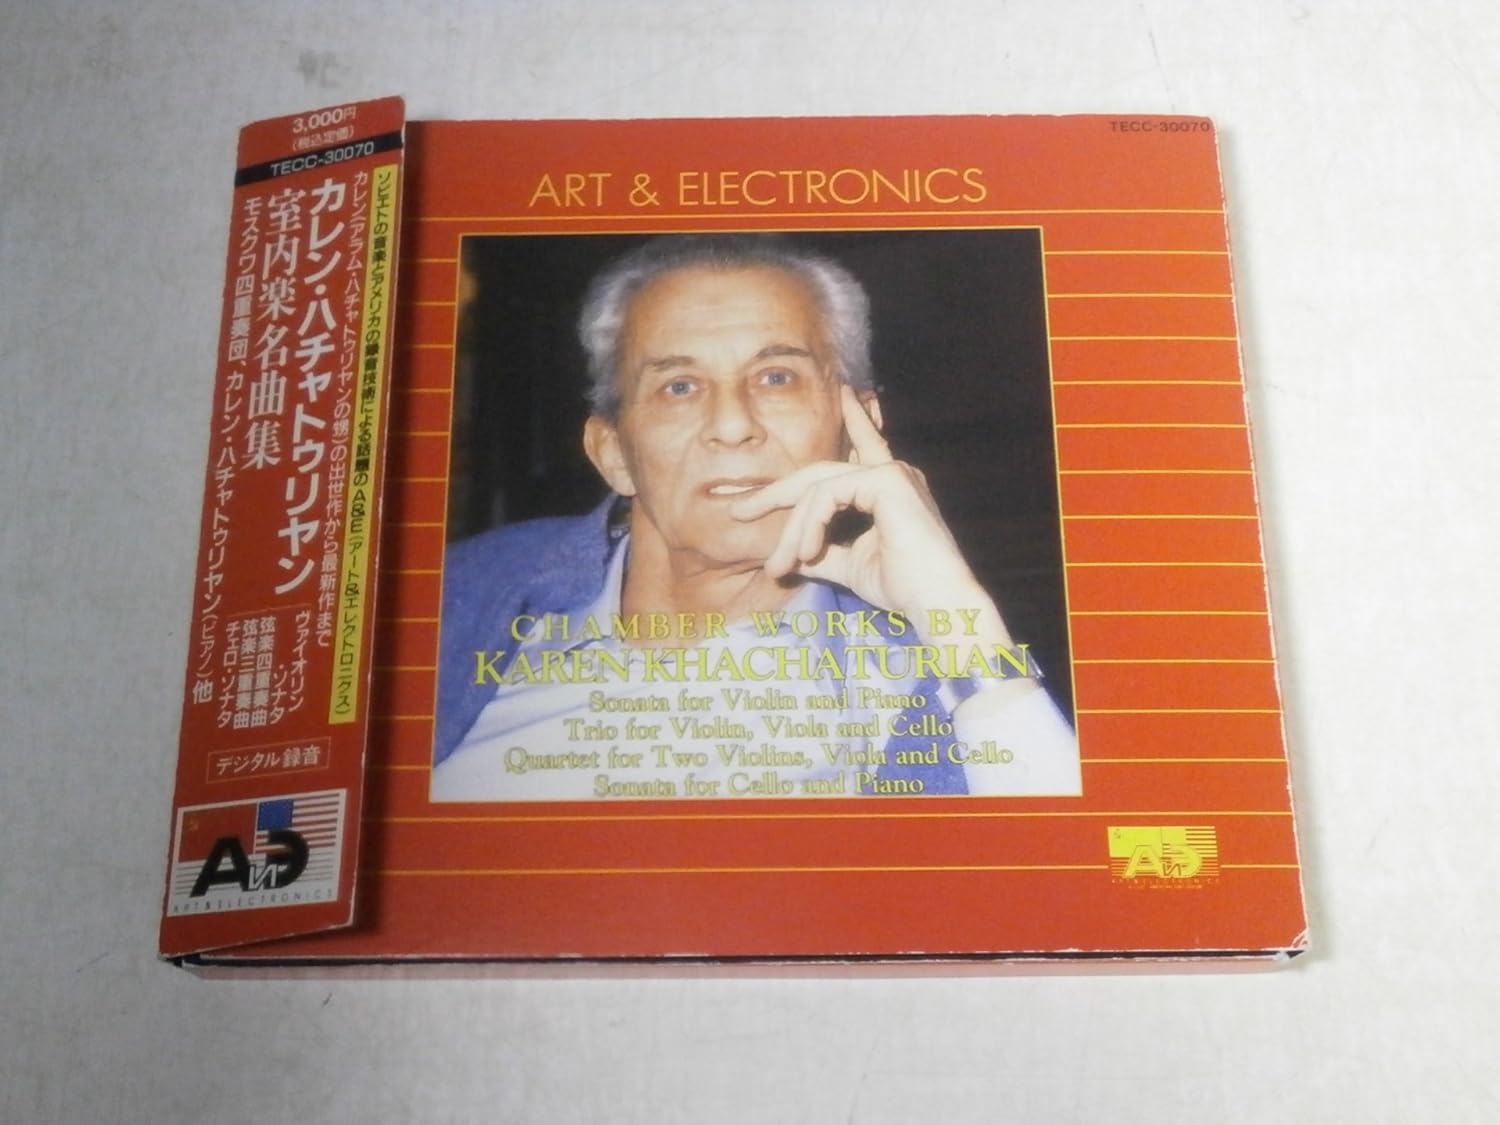 3,000円
(税込定価)
TECC-30070
ソビエトの音楽とアメリカの録音技術による話題のA&E(アート&エレクトロニクス)
カレン(アラム・ハチャトゥリヤンの甥)の出世作から最新作まで
カレン・ハチャトゥリヤン
室内楽名曲集
モスクワ四重奏団、カレン・ハチャトゥリヤン(ピアノ)他
ヴァイオリン・ソナタ
弦楽四重奏曲
弦楽三重奏曲
チェロ・ソナタ
デジタル録音
ART & ELECTRONICS
TECC-30070
ART & ELECTRONICS
CHAMBER WORKS BY
KAREN KHACHATURIAN
Sonata for Violin and Piano
Trio for Violin, Viola and Cello
Quartet for Two Violins, Viola and Cello
Sonata for Cello and Piano
ART & ELECTRONICS